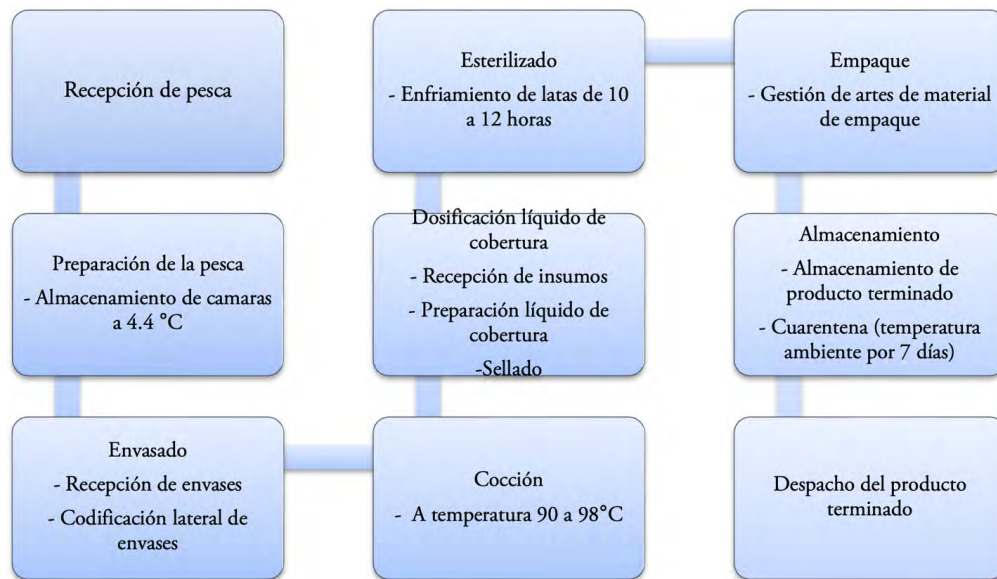 Recepción de pesca
Preparación de la pesca
- Almacenamiento de camaras
a 4.4 °C
Envasado
- Recepción de envases
- Codificación lateral de
envases
Cocción
- A temperatura 90 a 98°C
Dosificación líquido de
cobertura
- Recepción de insumos
- Preparación líquido de
cobertura
-Sellado
Esterilizado
- Enfriamiento de latas de 10
a 12 horas
Empaque
- Gestión de artes de material
de empaque
Almacenamiento
- Almacenamiento de
producto terminado
- Cuarentena (temperatura
ambiente por 7 días)
Despacho del producto
terminado